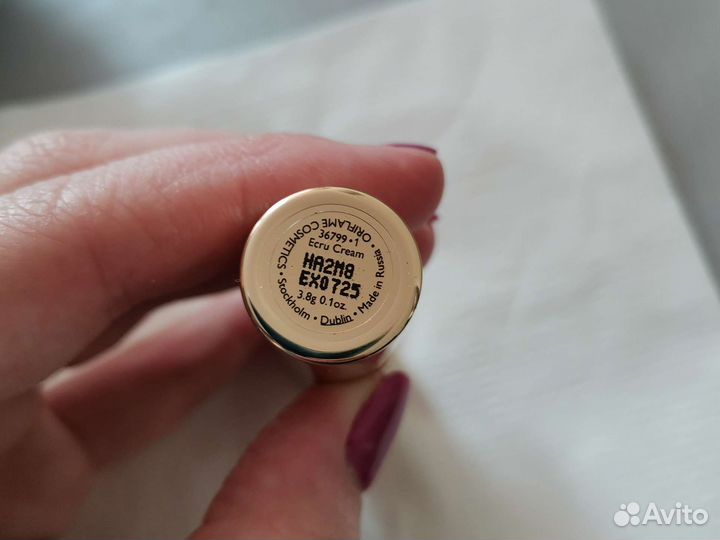 ORIFLAME COSMETICS • Stockholm • Dublin • Made in Russia •
36799•1
Ecru Cream
HA2M8
EX0725
3.8g 0.1oz.
Avito